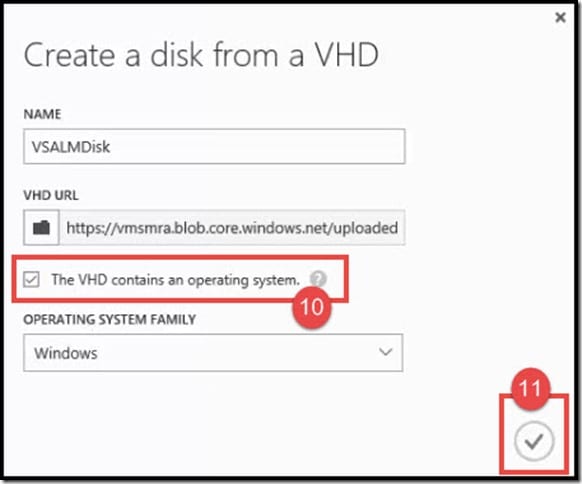 ×
Create a disk from a VHD
NAME
VSALMDisk
VHD URL
https://vmsmra.blob.core.windows.net/uploaded
The VHD contains an operating system. ?
10
OPERATING SYSTEM FAMILY
Windows
11